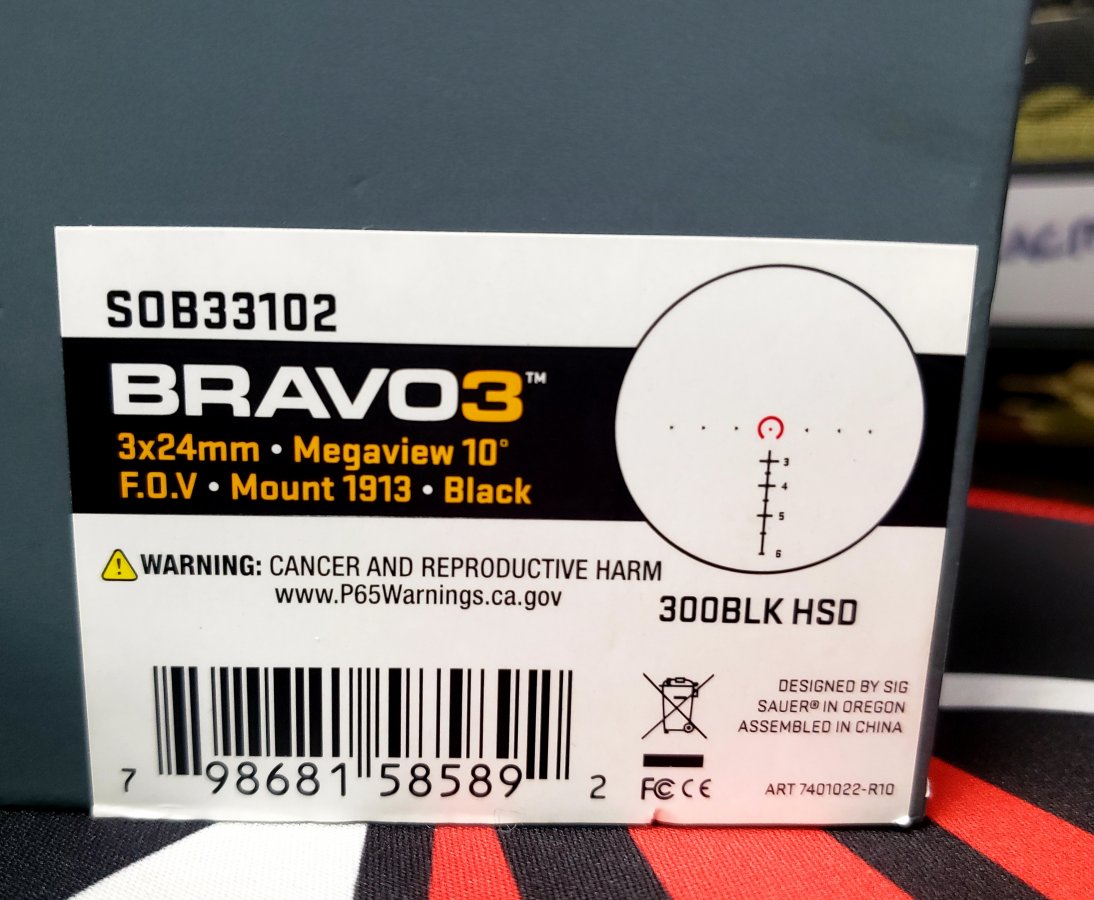 SOB33102
BRAVO3™
3x24mm • Megaview 10°
F.O.V • Mount 1913 • Black
3
4
5
6
WARNING: CANCER AND REPRODUCTIVE HARM
www.P65Warnings.ca.gov
300BLK HSD
7 98681 58589 2
DESIGNED BY SIG
SAUER® IN OREGON
ASSEMBLED IN CHINA
FC CE
ART 7401022-R10